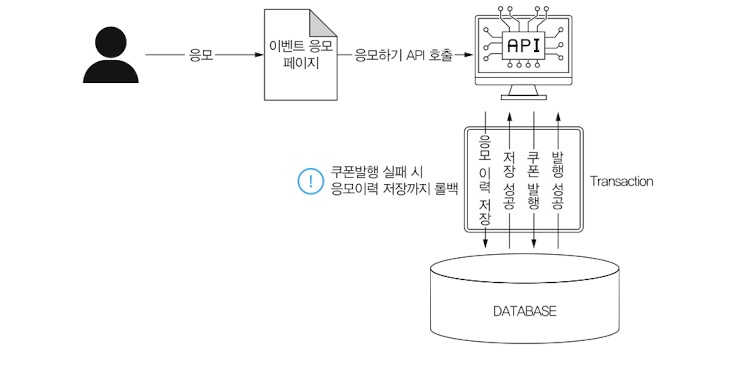 응모
이벤트 응모
페이지
응모하기 API 호출
API
쿠폰발행 실패 시
응모이력 저장까지 롤백
!
응모 이력 저장
저장 성공
쿠폰 발행
발행 성공
Transaction
DATABASE